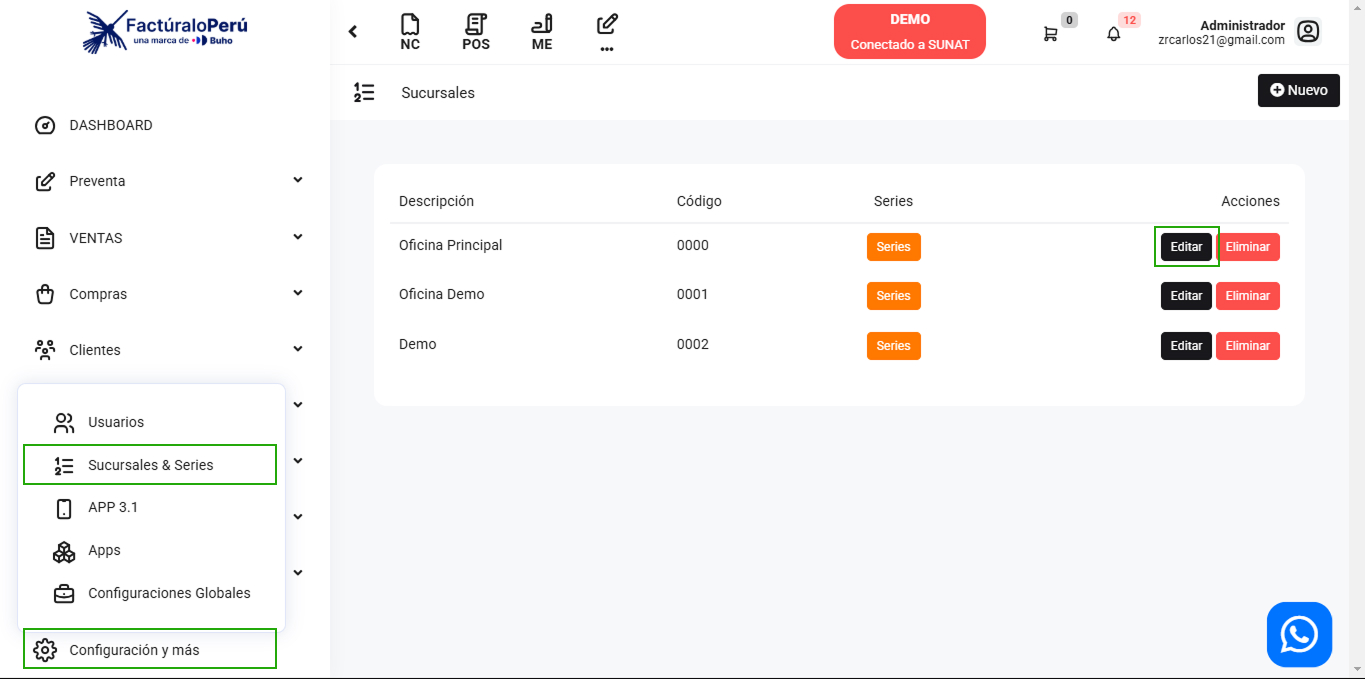 FactúraloPerú
una marca de Buho
NC
POS
ME
...
DEMO
Conectado a SUNAT
0
12
Administrador
zrcarlos21@gmail.com
Sucursales
Nuevo
DASHBOARD
Preventa
VENTAS
Compras
Clientes
Usuarios
Sucursales & Series
APP 3.1
Apps
Configuraciones Globales
Configuración y más
Descripción Código Series Acciones
Oficina Principal 0000 Series Editar Eliminar
Oficina Demo 0001 Series Editar Eliminar
Demo 0002 Series Editar Eliminar